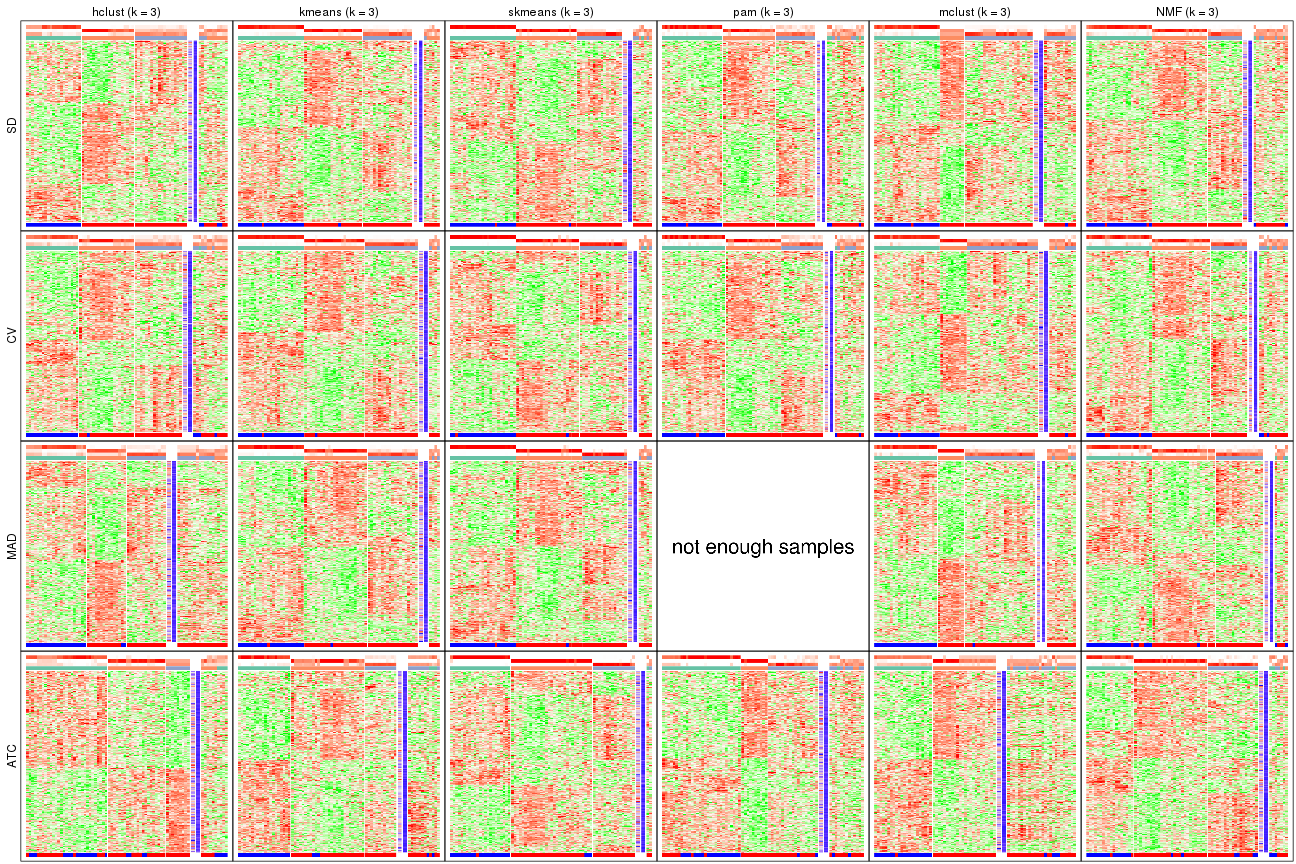 hclust (k = 3) kmeans (k = 3) skmeans (k = 3) pam (k = 3) mclust (k = 3) NMF (k = 3)
SD
CV
MAD
not enough samples
ATC